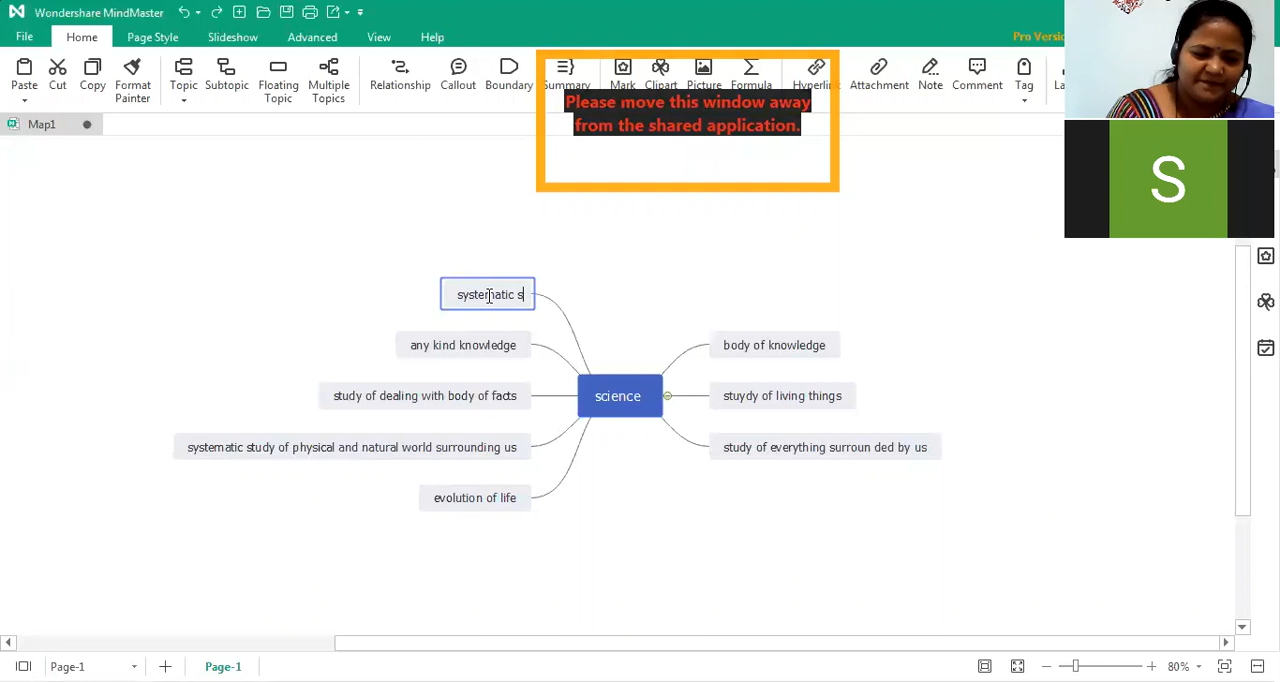 Wondershare MindMaster
File Home Page Style Slideshow Advanced View Help Pro
Paste Cut Copy Format Painter Topic Subtopic Floating Topic Multiple Topics Relationship Callout Boundary Summary Mark Clipart Picture Formula Hyperlink Attachment Note Comment Tag
Please move this window away
from the shared application.
Map1
S
systematic s
any kind knowledge
body of knowledge
study of dealing with body of facts
science
stuydy of living things
systematic study of physical and natural world surrounding us
study of everything surroun ded by us
evolution of life
Page-1
Page-1
80%